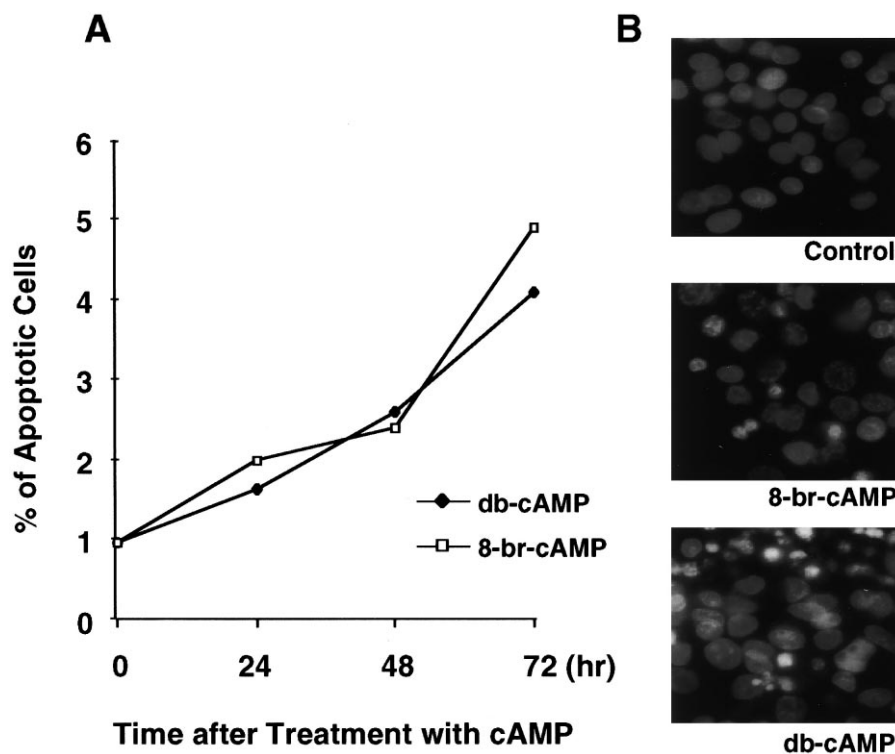 A
B
6
5
4
3
2
1
0
% of Apoptotic Cells
db-cAMP
8-br-cAMP
0 24 48 72 (hr)
Time after Treatment with cAMP
Control
8-br-cAMP
db-cAMP